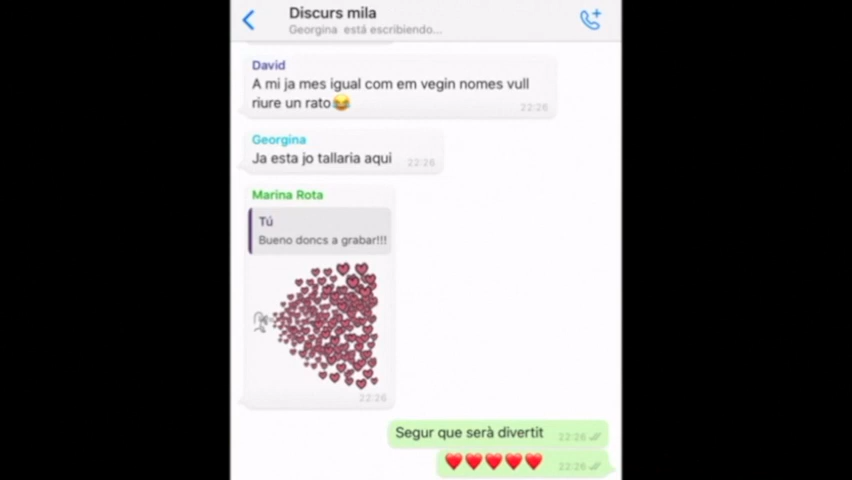 Discurs mila
Georgina está escribiendo...
David
A mi ja mes igual com em vegin nomes vull
riure un rato😂
22:26
Georgina
Ja esta jo tallaria aqui
22:26
Marina Rota
Tú
Bueno doncs a grabar!!!
22:26
Segur que serà divertit
22:26
❤️❤️❤️❤️❤️
22:26